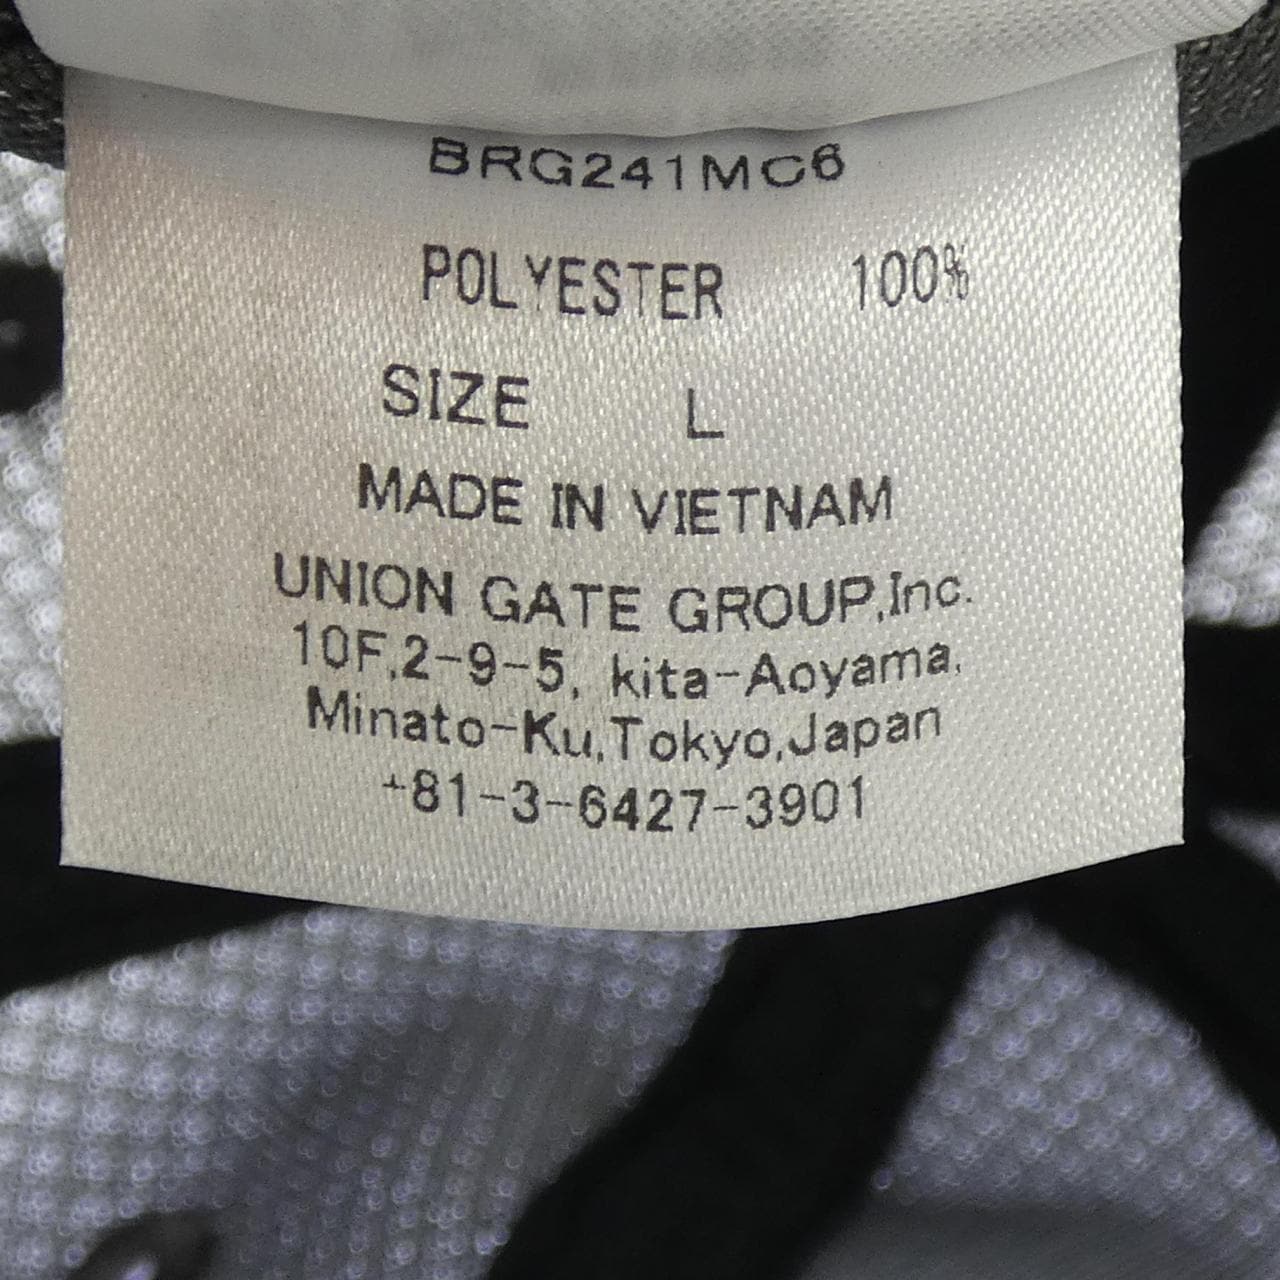 BRG241MC6
POLYESTER 100%
SIZE L
MADE IN VIETNAM
UNION GATE GROUP,Inc.
10F,2-9-5, kita-Aoyama,
Minato-Ku,Tokyo,Japan
+81-3-6427-3901